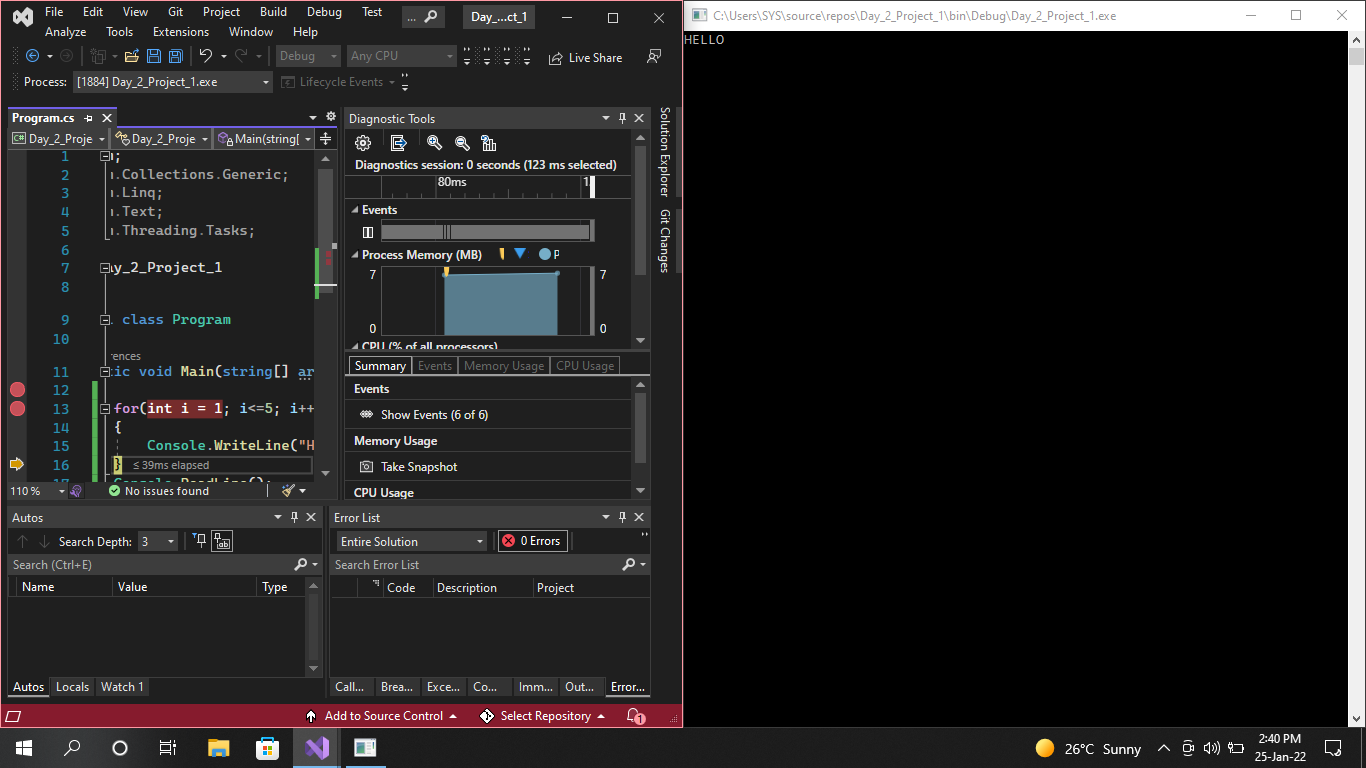 File Edit View Git Project Build Debug Test ... Day_...ct_1
Analyze Tools Extensions Window Help
Debug Any CPU Live Share
Process: [1884] Day_2_Project_1.exe Lifecycle Events
Program.cs
Day_2_Proje Day_2_Proje Main(string[
1 ;
2 .Collections.Generic;
3 .Linq;
4 .Text;
5 .Threading.Tasks;
6
7 ay_2_Project_1
8
9 class Program
10
rences
11 tic void Main(string[] ar
12
13 for(int i = 1; i<=5; i++
14 {
15 Console.WriteLine("H
16 } ≤ 39ms elapsed
17 Console.ReadLine();
110 % No issues found
Diagnostic Tools
Diagnostics session: 0 seconds (123 ms selected)
80ms 1
Events
Process Memory (MB) P
7 7
0 0
CPU (% of all processors)
Summary Events Memory Usage CPU Usage
Events
Show Events (6 of 6)
Memory Usage
Take Snapshot
CPU Usage
Solution Explorer
Git Changes
Autos
Search Depth: 3
Search (Ctrl+E)
Name Value Type
Autos Locals Watch 1
Error List
Entire Solution 0 Errors
Search Error List
Code Description Project
Call... Brea... Exce... Co... Imm... Out... Error...
Add to Source Control Select Repository 1
C:\Users\SYS\source\repos\Day_2_Project_1\bin\Debug\Day_2_Project_1.exe
HELLO
26°C Sunny
2:40 PM
25-Jan-22